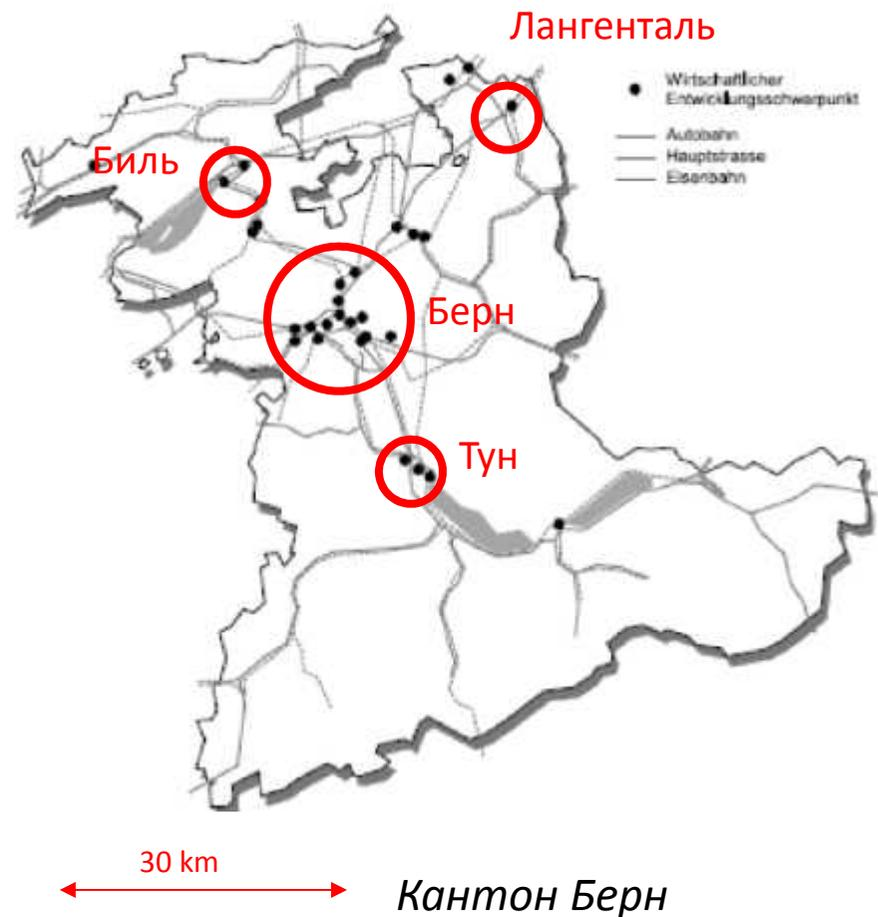 Лангенталь
Wirtschaftlicher
Entwicklungsschwerpunkt
Autobahn
Hauptstrasse
Eisenbahn
Биль
Берн
Тун
30 km
Кантон Берн